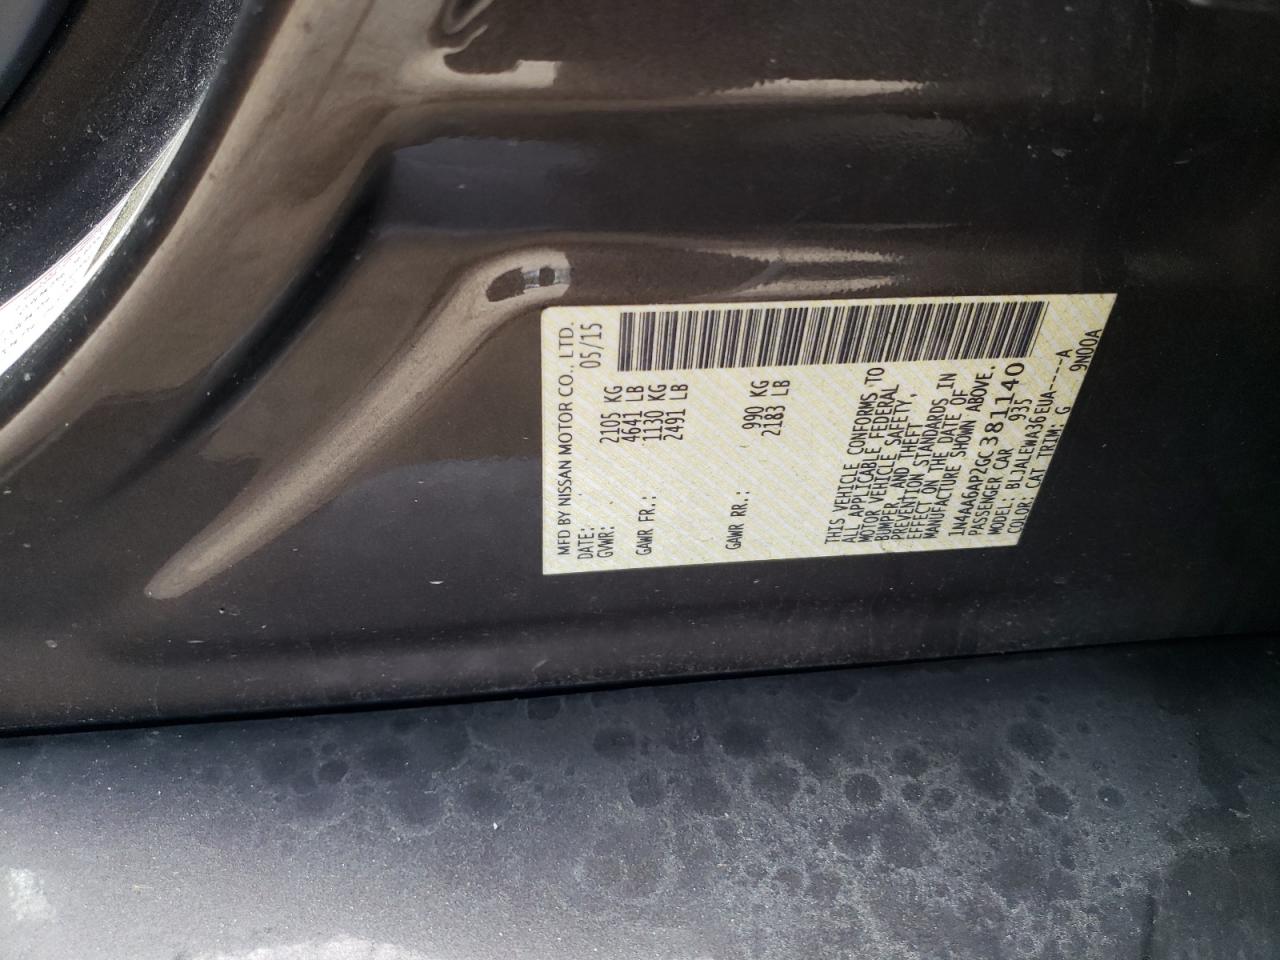 MFD BY NISSAN MOTOR CO., LTD.
DATE: 05/15
GVWR: 2105 KG
4641 LB
GAWR FR.: 1130 KG
2491 LB
GAWR RR.: 990 KG
2183 LB
THIS VEHICLE CONFORMS TO
ALL APPLICABLE FEDERAL
MOTOR VEHICLE SAFETY,
BUMPER, AND THEFT
PREVENTION STANDARDS IN
EFFECT ON THE DATE OF
MANUFACTURE SHOWN ABOVE.
1N4AA6AP2GC381140
PASSENGER CAR 935
MODEL: BLJALEWA36EUA-----A
COLOR: CAT TRIM: G 9N00A